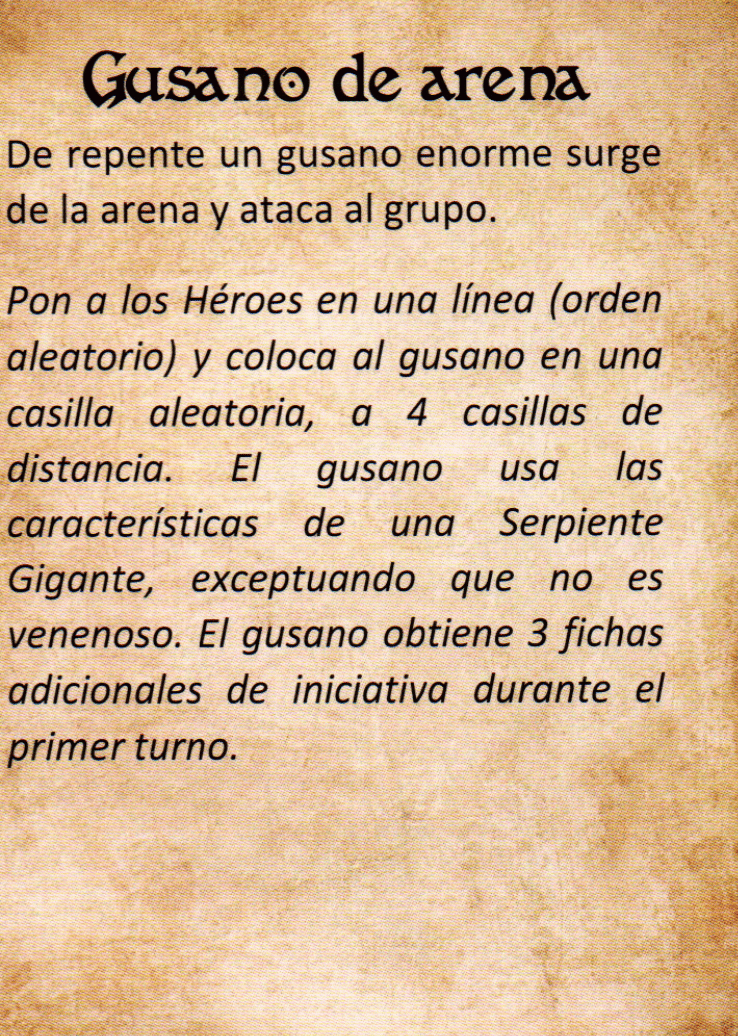 Gusano de arena
De repente un gusano enorme surge
de la arena y ataca al grupo.
Pon a los Héroes en una línea (orden
aleatorio) y coloca al gusano en una
casilla aleatoria, a 4 casillas de
distancia. El gusano usa las
características de una Serpiente
Gigante, exceptuando que no es
venenoso. El gusano obtiene 3 fichas
adicionales de iniciativa durante el
primer turno.